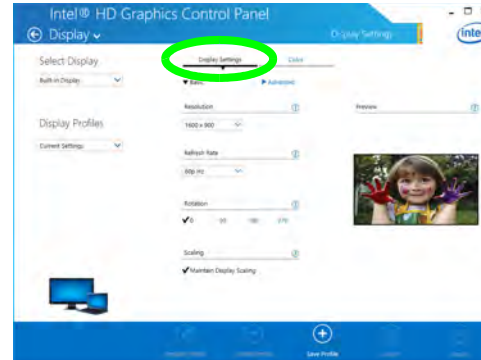 Intel® HD Graphics Control Panel
Display
Display Settings
inte
Select Display
Built-in Display
Display Profiles
Current Settings
Display Settings
Color
Basic
Advanced
Resolution
Preview
1600 x 900
Refresh Rate
60p Hz
Rotation
0 90 180 270
Scaling
Maintain Display Scaling
Save Profile